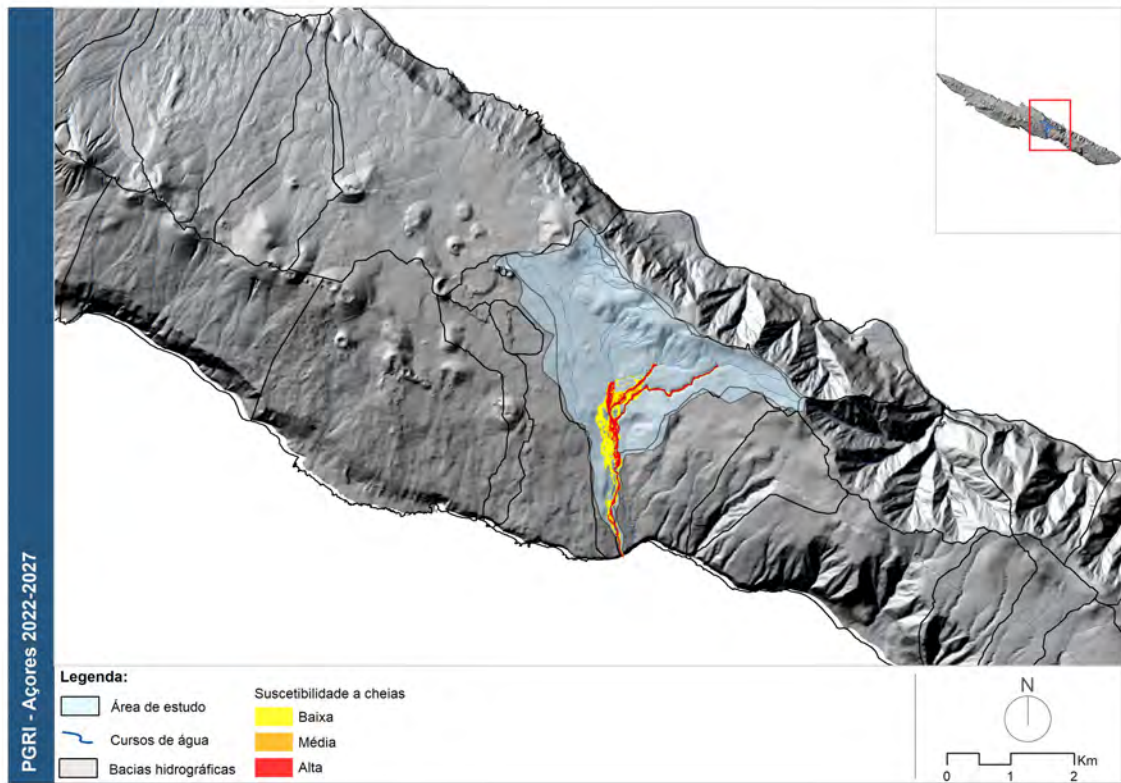 PGRI - Açores 2022-2027
Legenda:
Área de estudo
Cursos de água
Bacias hidrográficas
Suscetibilidade a cheias
Baixa
Média
Alta
N
Km
0 1 2